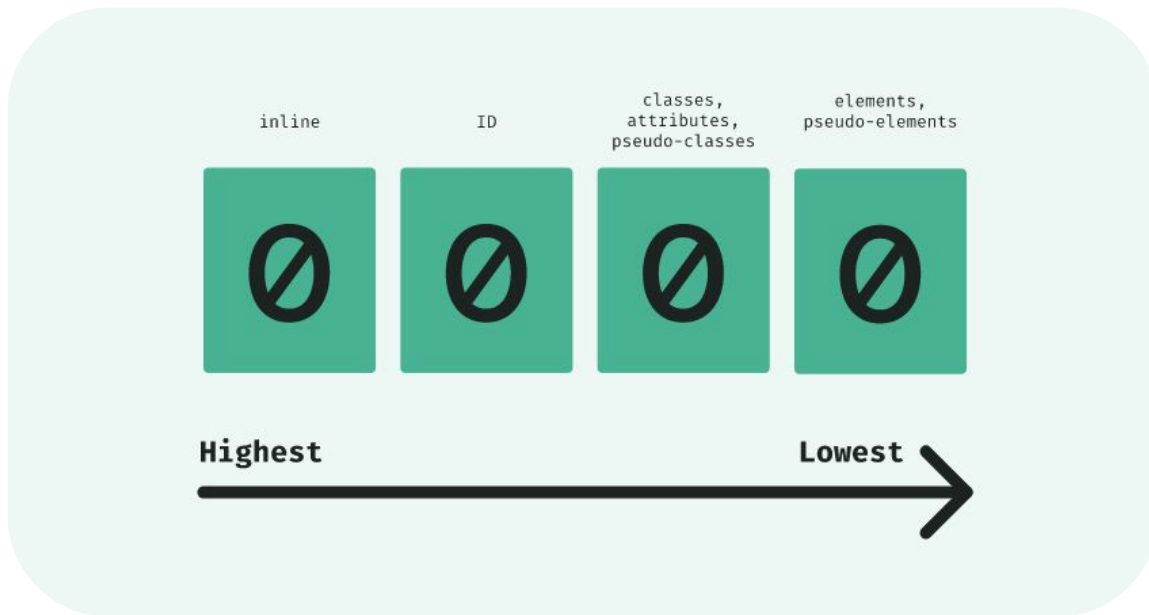 inline
ID
classes,
attributes,
pseudo-classes
elements,
pseudo-elements
0
0
0
0
Highest
Lowest